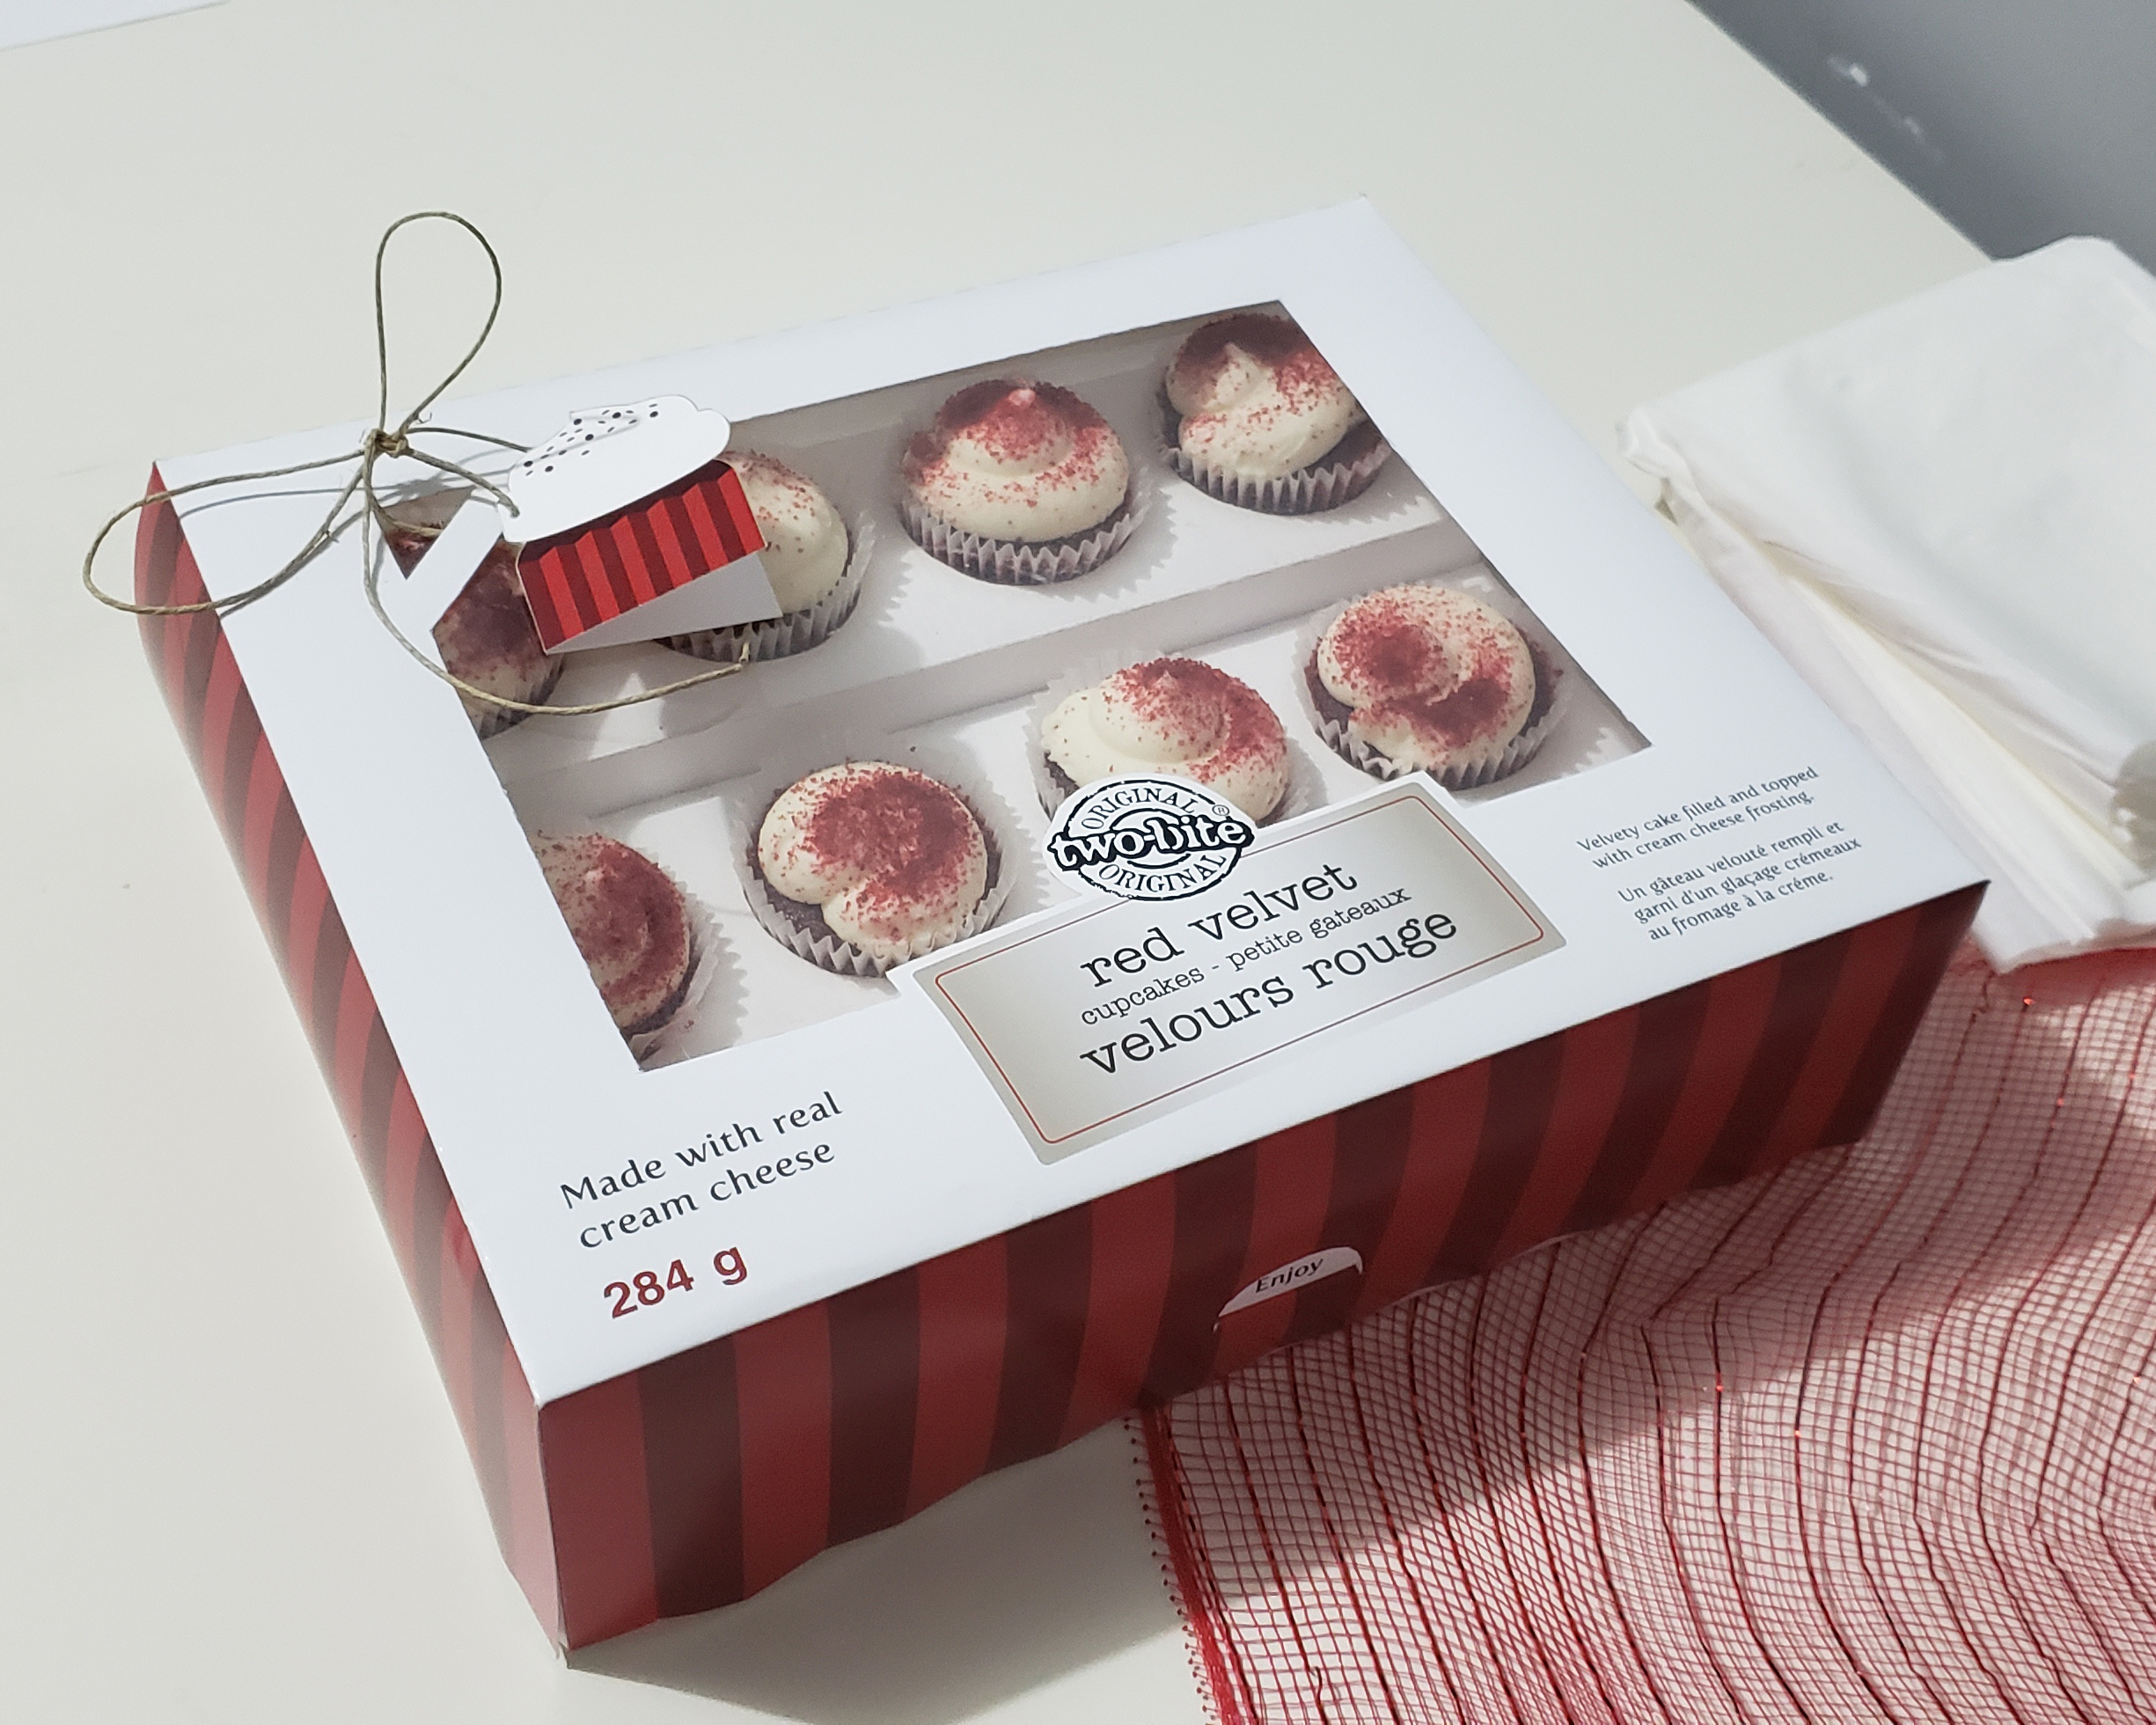 ORIGINAL
two-bite®
ORIGINAL
red velvet
cupcakes - petite gateaux
velours rouge
Velvety cake filled and topped
with cream cheese frosting.
Un gâteau velouté rempli et
garni d'un glaçage crémeaux
au fromage à la créme.
Made with real
cream cheese
284 g
Enjoy